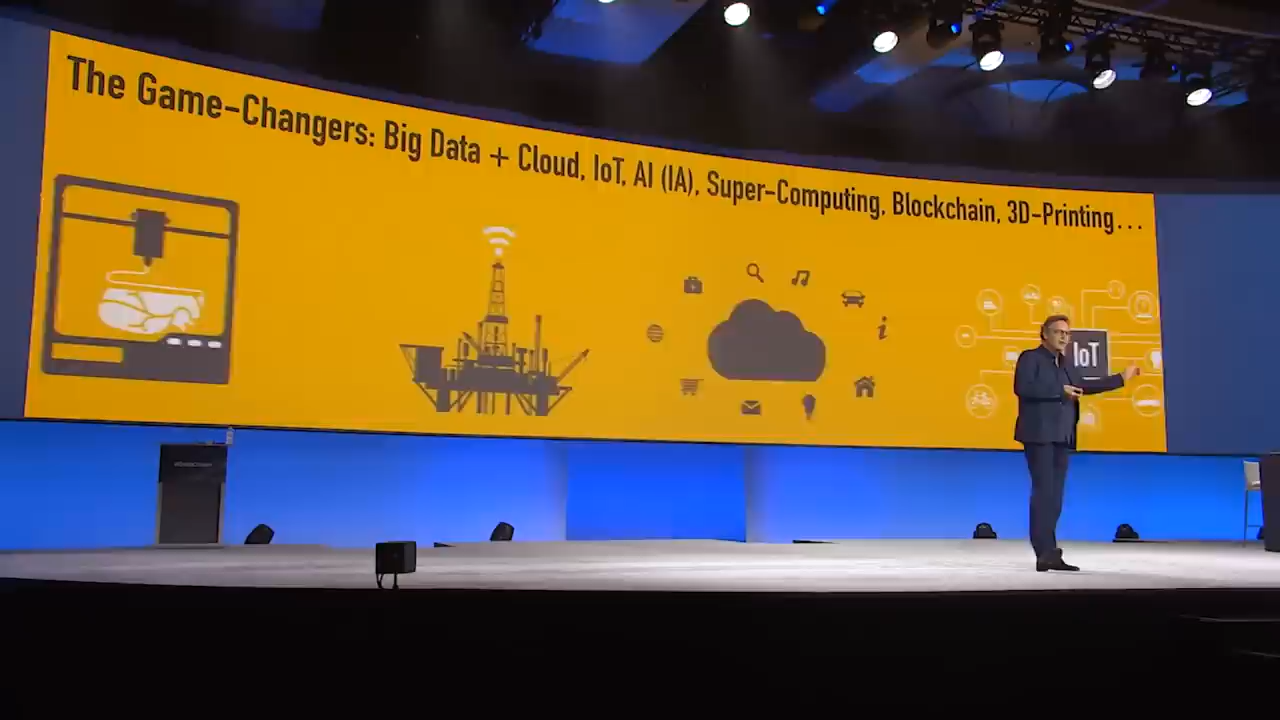 The Game-Changers: Big Data + Cloud, IoT, AI (IA), Super-Computing, Blockchain, 3D-Printing...
IoT